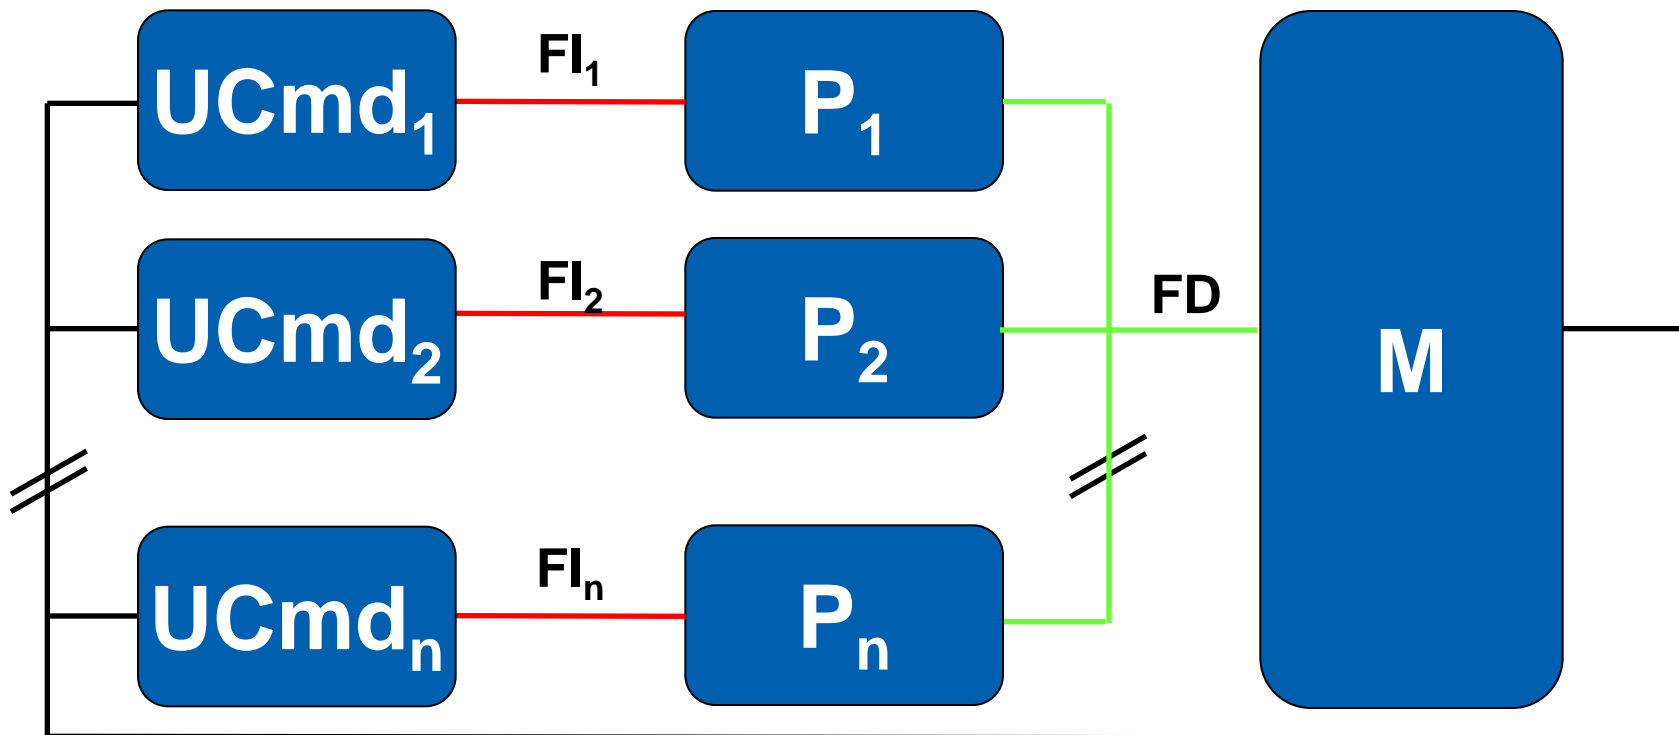 UCmd₁ FI₁ P₁
UCmd₂ FI₂ P₂ FD M
UCmdₙ FIₙ Pₙ